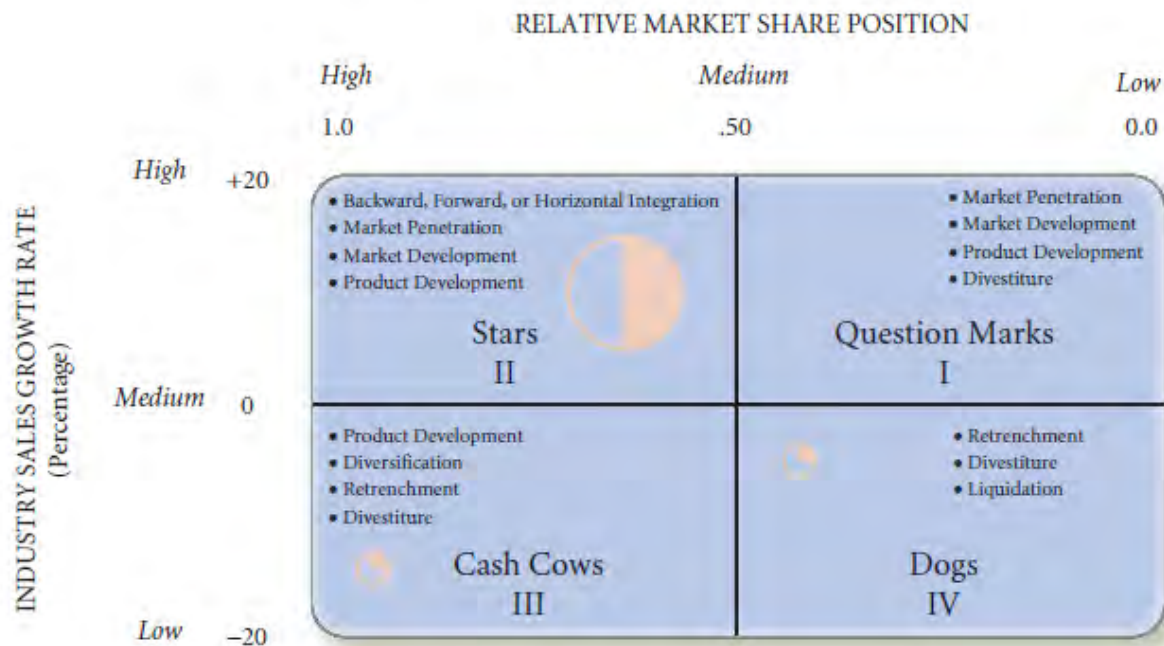 RELATIVE MARKET SHARE POSITION
High Medium Low
1.0 .50 0.0
INDUSTRY SALES GROWTH RATE
(Percentage)
High +20
• Backward, Forward, or Horizontal Integration
• Market Penetration
• Market Development
• Product Development
Stars
II
• Market Penetration
• Market Development
• Product Development
• Divestiture
Question Marks
I
Medium 0
• Product Development
• Diversification
• Retrenchment
• Divestiture
Cash Cows
III
• Retrenchment
• Divestiture
• Liquidation
Dogs
IV
Low –20